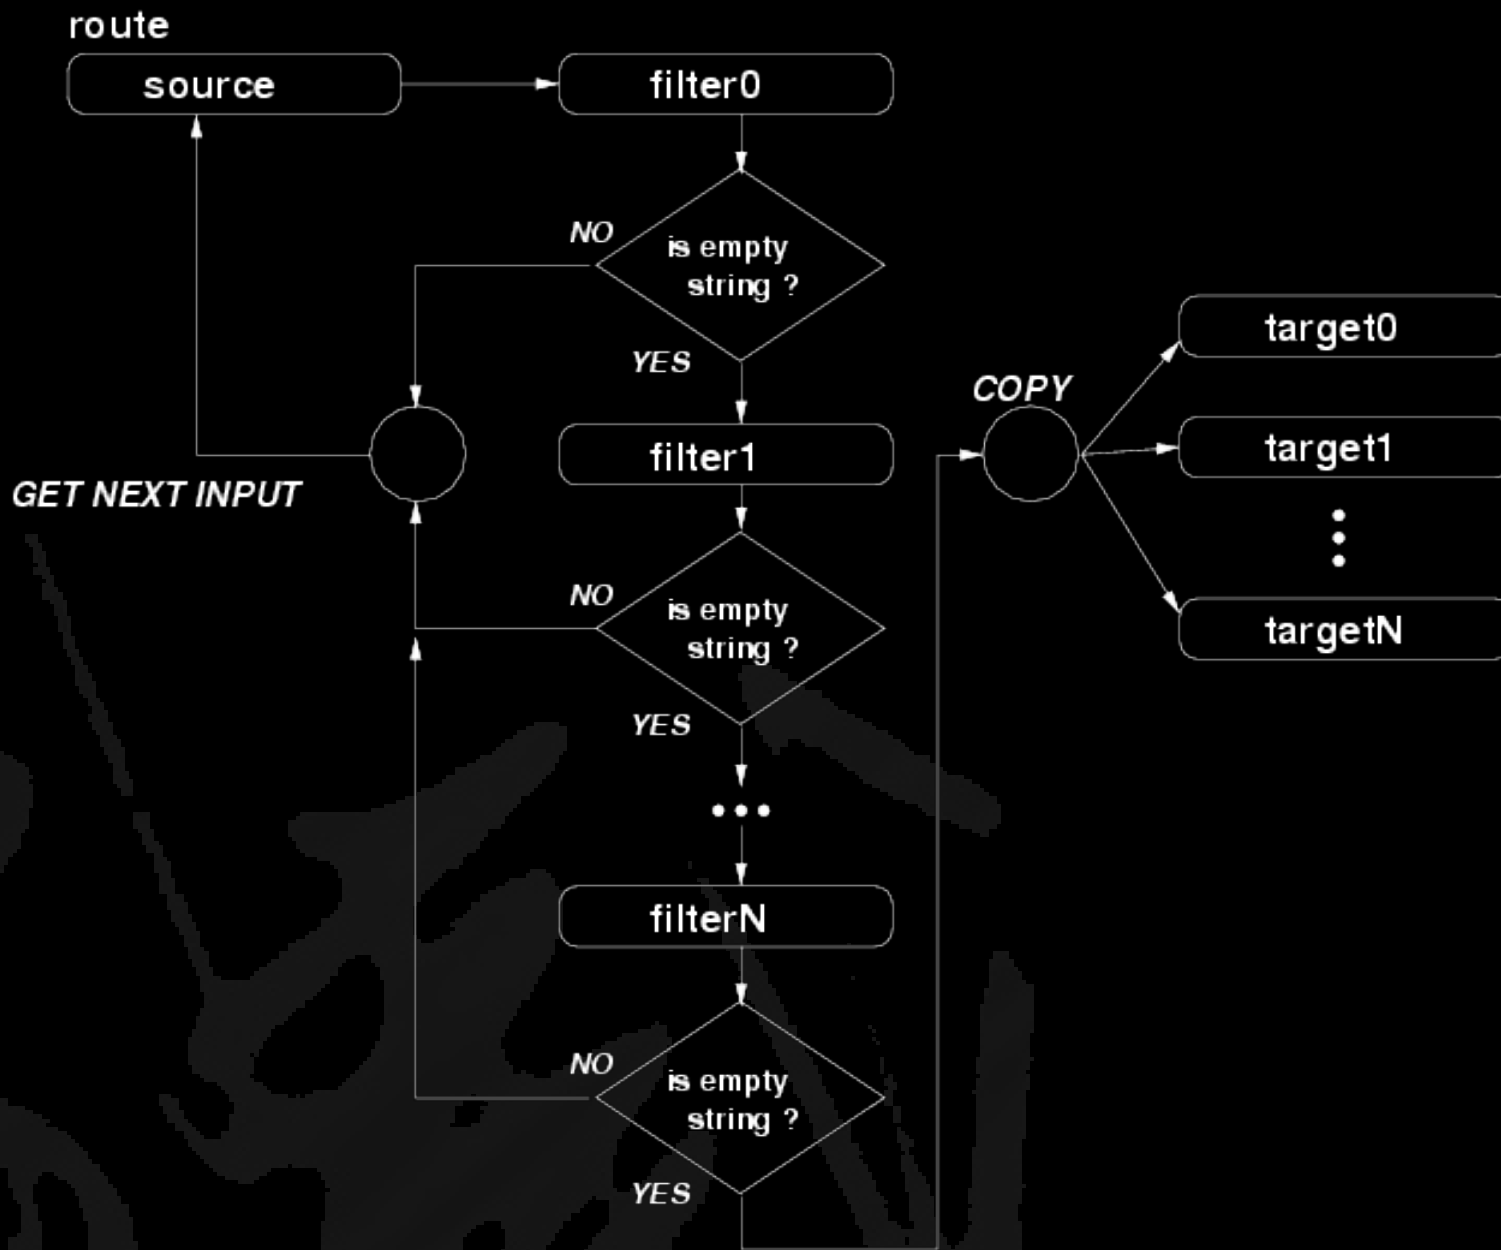 route
source
filter0
NO
is empty
string ?
YES
target0
COPY
filter1
target1
GET NEXT INPUT
NO
is empty
string ?
targetN
YES
filterN
NO
is empty
string ?
YES